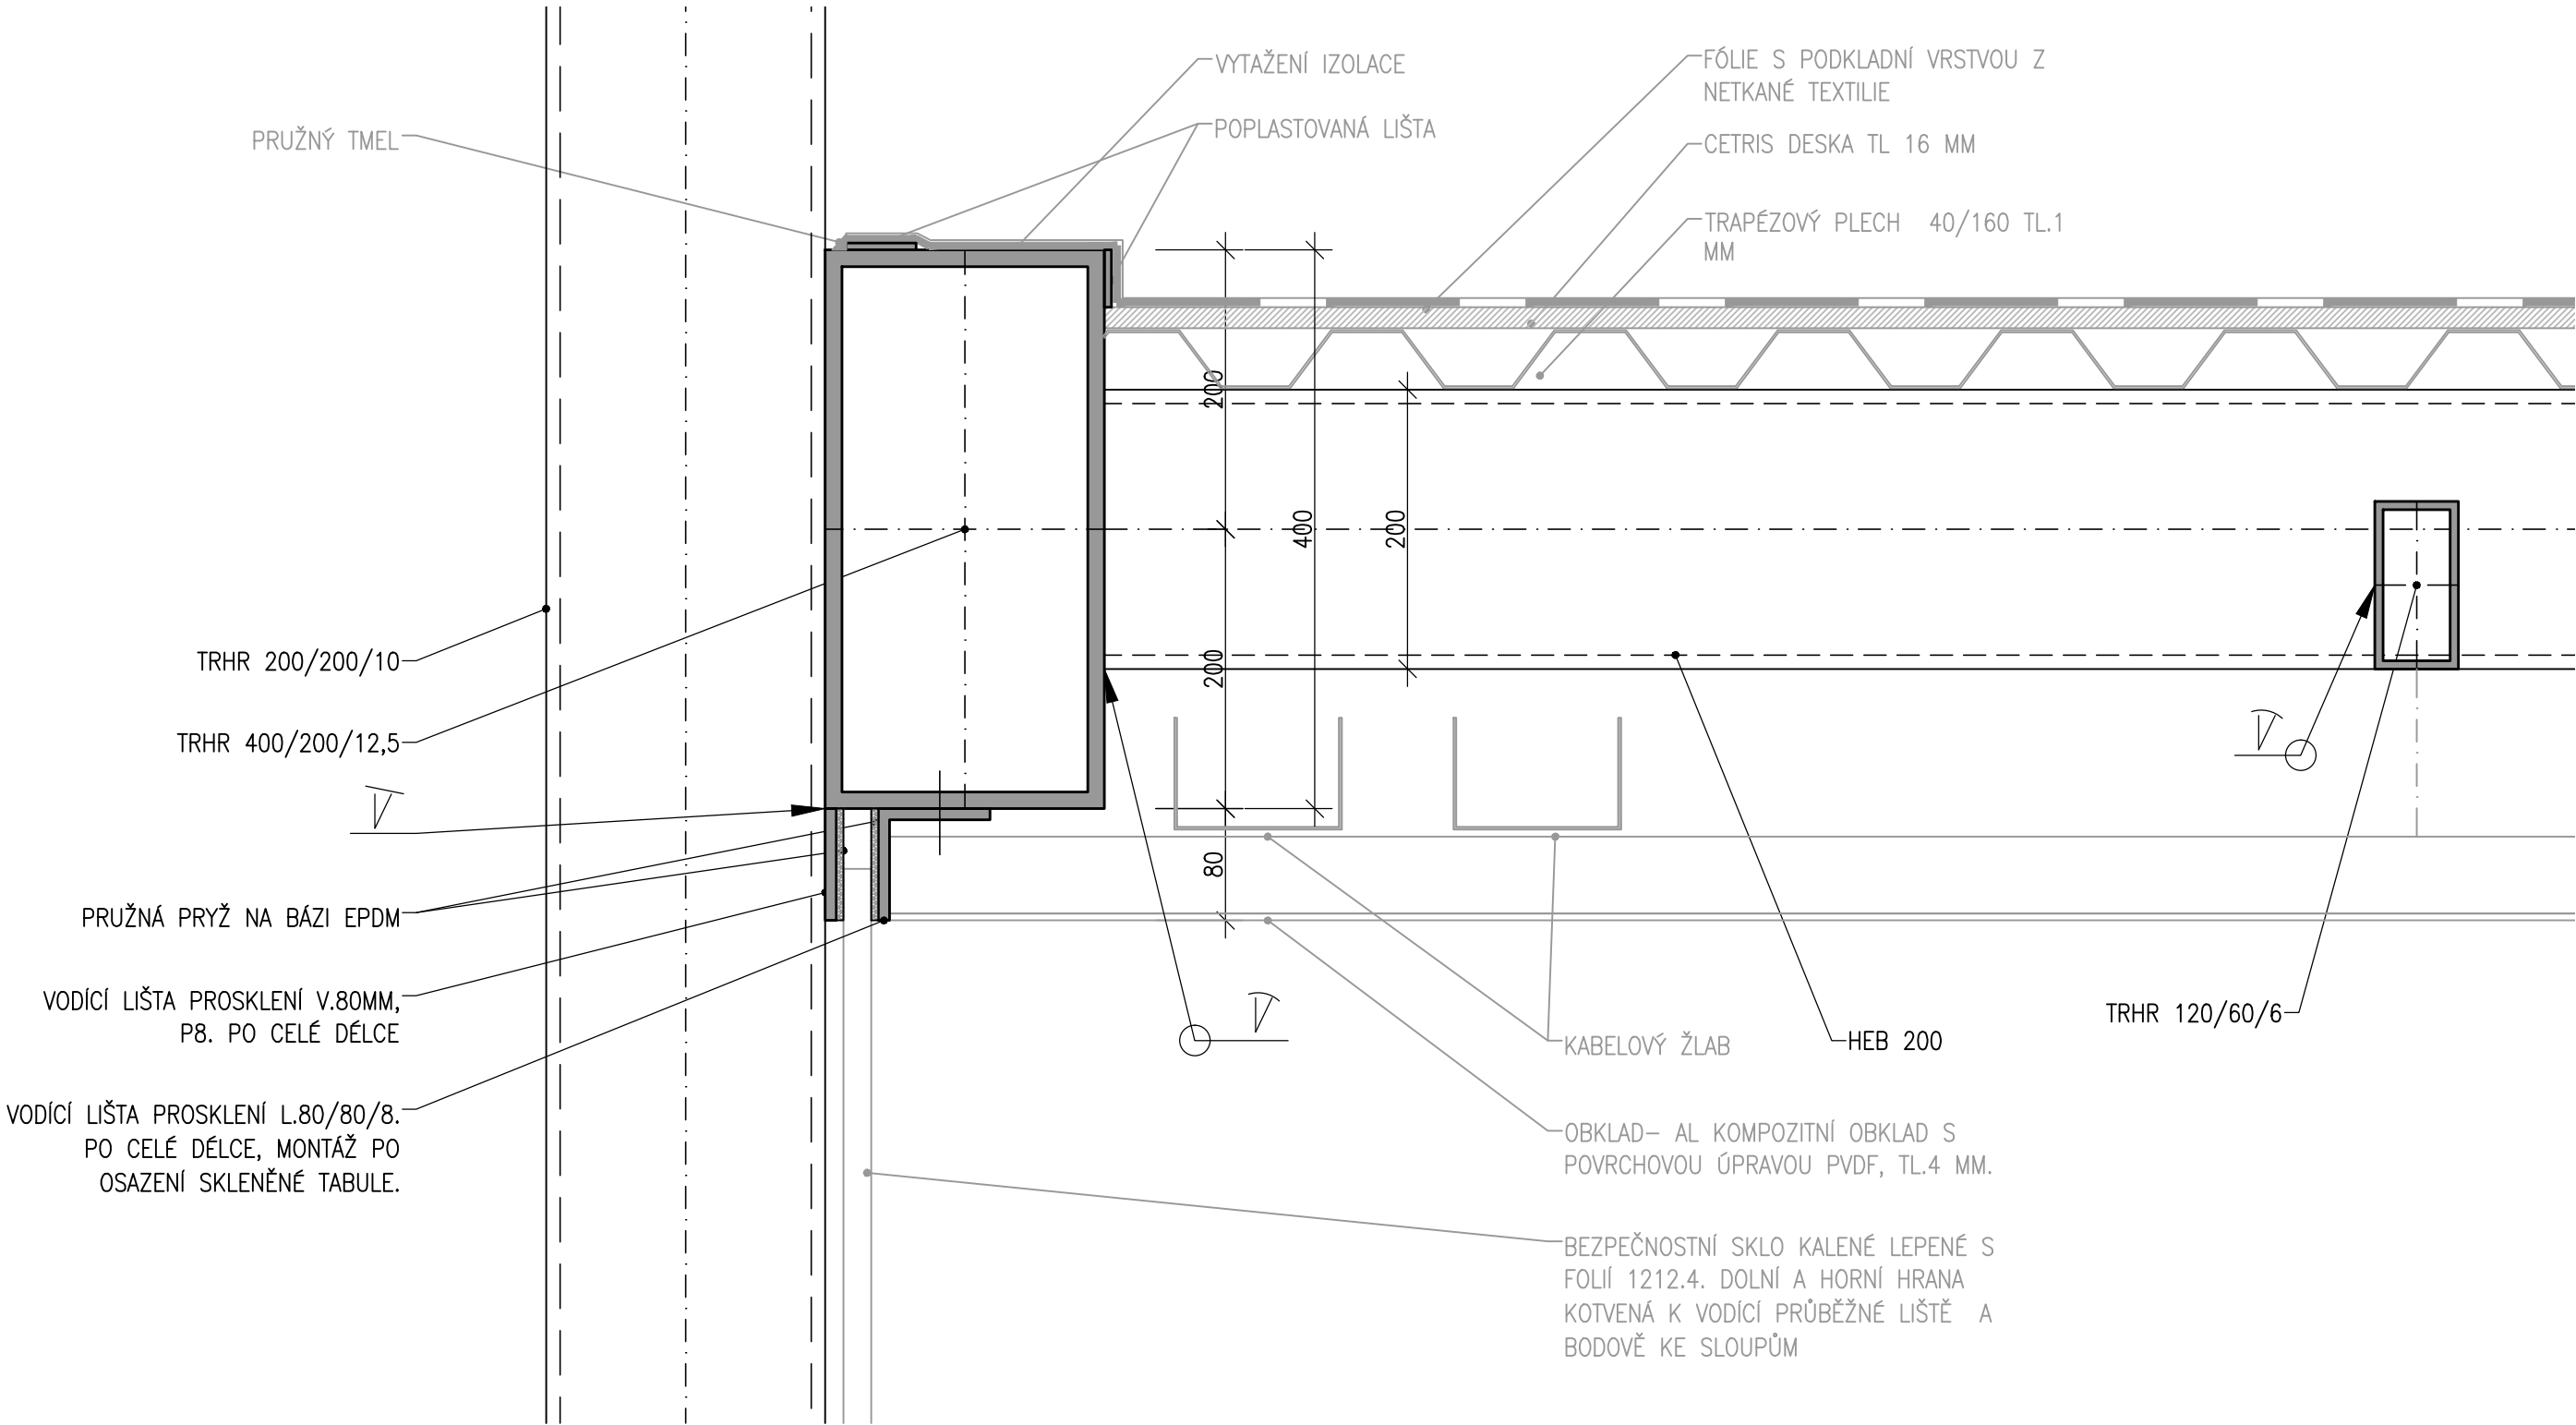 VYTAŽENÍ IZOLACE
POPLASTOVANÁ LIŠTA
FÓLIE S PODKLADNÍ VRSTVOU Z
NETKANÉ TEXTILIE
CETRIS DESKA TL 16 MM
TRAPÉZOVÝ PLECH 40/160 TL.1
MM
PRUŽNÝ TMEL
200
400
200
200
80
TRHR 200/200/10
TRHR 400/200/12,5
PRUŽNÁ PRYŽ NA BÁZI EPDM
VODÍCÍ LIŠTA PROSKLENÍ V.80MM,
P8. PO CELÉ DÉLCE
VODÍCÍ LIŠTA PROSKLENÍ L.80/80/8.
PO CELÉ DÉLCE, MONTÁŽ PO
OSAZENÍ SKLENĚNÉ TABULE.
KABELOVÝ ŽLAB
HEB 200
TRHR 120/60/6
OBKLAD- AL KOMPOZITNÍ OBKLAD S
POVRCHOVOU ÚPRAVOU PVDF, TL.4 MM.
BEZPEČNOSTNÍ SKLO KALENÉ LEPENÉ S
FOLIÍ 1212.4. DOLNÍ A HORNÍ HRANA
KOTVENÁ K VODÍCÍ PRŮBĚŽNÉ LIŠTĚ A
BODOVĚ KE SLOUPŮM